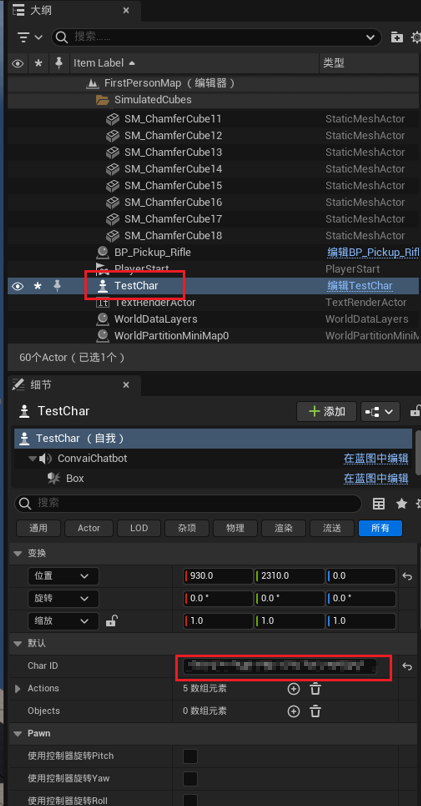 大纲
搜索......
Item Label
类型
FirstPersonMap（编辑器）
SimulatedCubes
SM_ChamferCube11 StaticMeshActor
SM_ChamferCube12 StaticMeshActor
SM_ChamferCube13 StaticMeshActor
SM_ChamferCube14 StaticMeshActor
SM_ChamferCube15 StaticMeshActor
SM_ChamferCube16 StaticMeshActor
SM_ChamferCube17 StaticMeshActor
SM_ChamferCube18 StaticMeshActor
BP_Pickup_Rifle 编辑BP_Pickup_Rifl
PlayerStart PlayerStart
TestChar 编辑TestChar
TextRenderActor TextRenderActor
WorldDataLayers WorldDataLayers
WorldPartitionMiniMap0 WorldPartitionMiniM
60个Actor（已选1个）
细节
TestChar
添加
TestChar（自我）
ConvaiChatbot 在蓝图中编辑
Box 在蓝图中编辑
搜索
通用 Actor LOD 杂项 物理 渲染 流送 所有
变换
位置 930.0 2310.0 0.0
旋转 0.0 ° 0.0 ° 0.0 °
缩放 1.0 1.0 1.0
默认
Char ID
Actions 5 数组元素
Objects 0 数组元素
Pawn
使用控制器旋转Pitch
使用控制器旋转Yaw
使用控制器旋转Roll